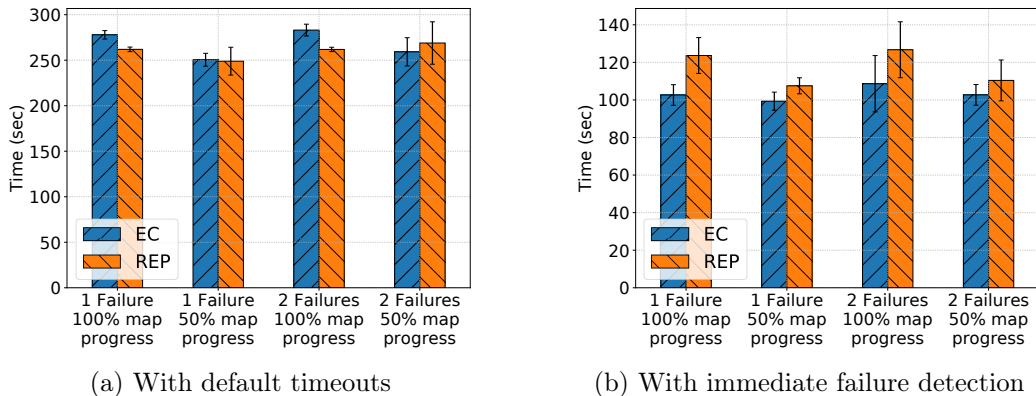 300
250
200
150
100
50
0
Time (sec)
EC
REP
1 Failure
100% map
progress
1 Failure
50% map
progress
2 Failures
100% map
progress
2 Failures
50% map
progress
(a) With default timeouts
140
120
100
80
60
40
20
0
Time (sec)
EC
REP
1 Failure
100% map
progress
1 Failure
50% map
progress
2 Failures
100% map
progress
2 Failures
50% map
progress
(b) With immediate failure detection